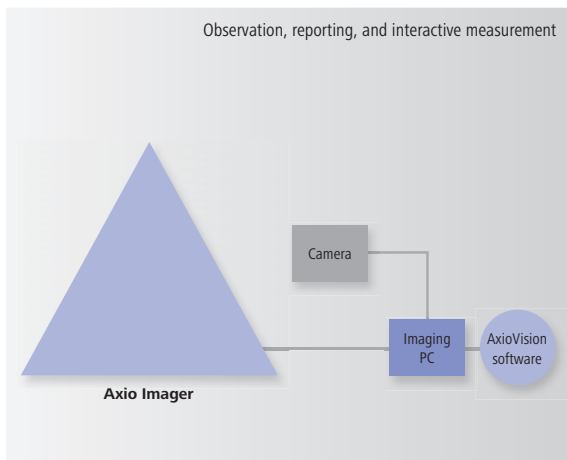 Observation, reporting, and interactive measurement
Camera
Imaging
PC
AxioVision
software
Axio Imager